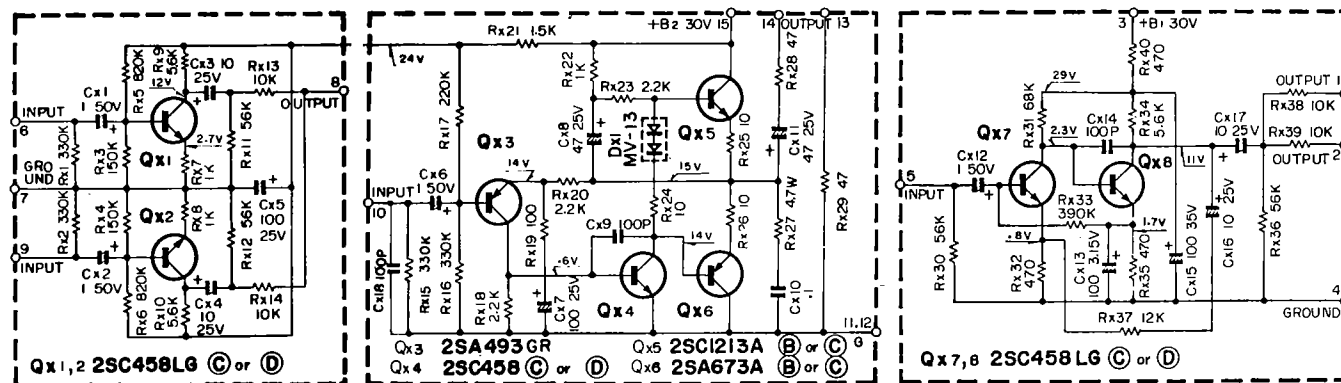 Rx9 5.6K
Rx5 820K
Cx3 10 25V
12V
Rx13 10K
8
OUTPUT
Cx1 1 50V
INPUT 6
2.7V
Qx1
Rx11 56K
Rx1 330K
Rx3 150K
Rx7 1K
GROUND 7
Rx2 330K
Rx4 150K
Rx8 1K
Qx2
Rx12 56K
Cx5 100 25V
9 INPUT
Cx2 1 50V
Rx6 820K
Rx10 5.6K
Cx4 10 25V
Rx14 10K
Qx1,2 2SC458LG Ⓒ or Ⓓ
24V
Rx21 1.5K
+B2 30V 15
14 OUTPUT 13
Rx22 1K
Rx23 2.2K
Rx28 47
Rx17 220K
Cx8 47 25V
Dx1 MV-13
Qx5
Rx25 10
Cx11 47 25V
Qx3
14V
15V
Cx6 1 50V
10 INPUT
Rx20 2.2K
Rx19 100
Rx24 10
Cx9 100P
14V
Rx26 10
Rx27 4.7W
Rx29 47
.6V
Cx18 100P
Rx15 330K
Rx16 330K
Rx18 2.2K
Cx7 100 25V
Qx4
Qx6
Cx10 .1
11,12 G
Qx3 2SA493 GR
Qx5 2SC1213A Ⓑ or Ⓒ
Qx4 2SC458 Ⓒ or Ⓓ
Qx6 2SA673A Ⓑ or Ⓒ
3 +B1 30V
Rx40 470
29V
Rx31 68K
Rx34 5.6K
Cx14 100P
Cx17 10 25V
OUTPUT 1
Rx38 10K
Rx39 10K
OUTPUT 2
Qx7
2.3V
Qx8
11V
Cx12 1 50V
5 INPUT
Rx33 390K
1.7V
.8V
Rx30 56K
Rx32 470
Cx13 100 3.15V
Rx35 470
Cx15 100 35V
Cx16 10 25V
Rx36 56K
Rx37 12K
4
GROUND
Qx7,8 2SC458LG Ⓒ or Ⓓ